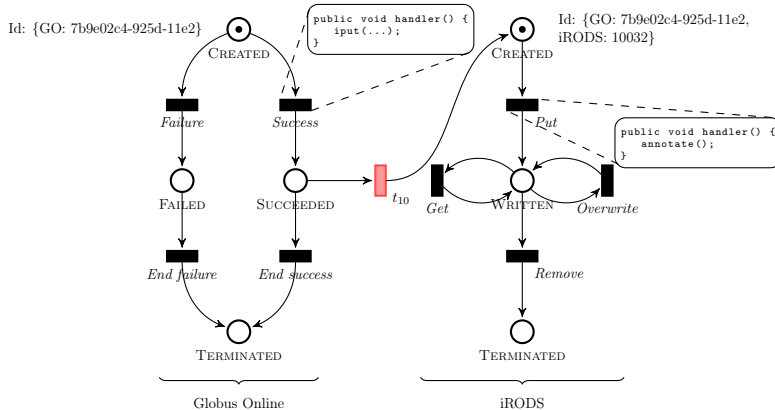 Id: {GO: 7b9e02c4-925d-11e2}
public void handler() {
iput(...);
}
Id: {GO: 7b9e02c4-925d-11e2,
iRODS: 10032}
CREATED
CREATED
Failure
Success
Put
public void handler() {
annotate();
}
FAILED
SUCCEEDED
t10
Get
WRITTEN
Overwrite
End failure
End success
Remove
TERMINATED
TERMINATED
Globus Online
iRODS